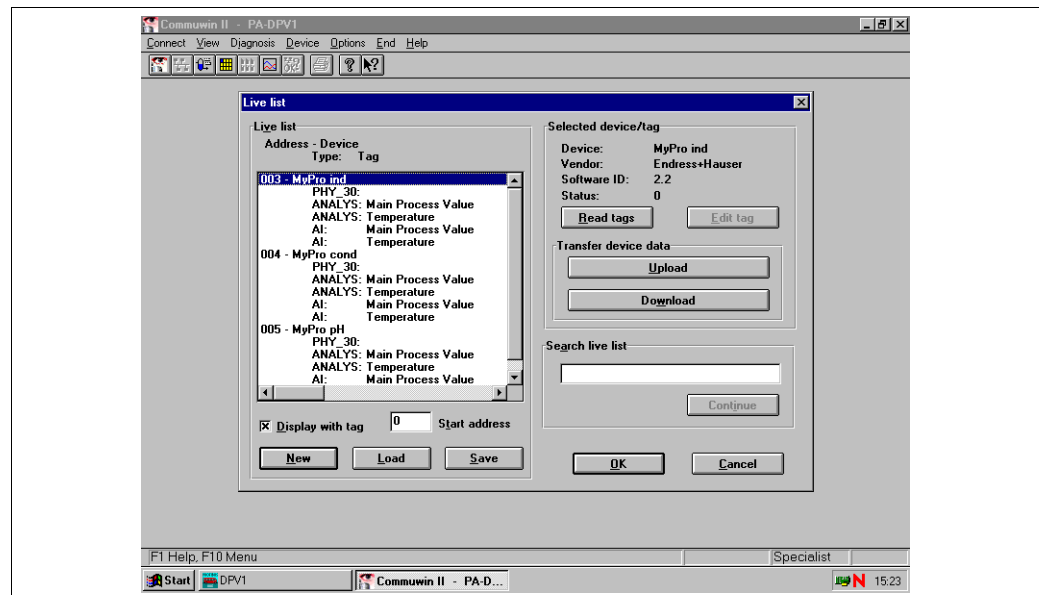 Commuwin II - PA-DPV1
Connect View Diagnosis Device Options End Help
Live list
Live list
Address - Device
Type: Tag
003 - MyPro ind
PHY_30:
ANALYS: Main Process Value
ANALYS: Temperature
AI: Main Process Value
AI: Temperature
004 - MyPro cond
PHY_30:
ANALYS: Main Process Value
ANALYS: Temperature
AI: Main Process Value
AI: Temperature
005 - MyPro pH
PHY_30:
ANALYS: Main Process Value
ANALYS: Temperature
AI: Main Process Value
Display with tag 0 Start address
New Load Save
Selected device/tag
Device: MyPro ind
Vendor: Endress+Hauser
Software ID: 2.2
Status: 0
Read tags Edit tag
Transfer device data
Upload
Download
Search live list
Continue
OK Cancel
F1 Help, F10 Menu Specialist
Start DPV1 Commuwin II - PA-D... N 15:23